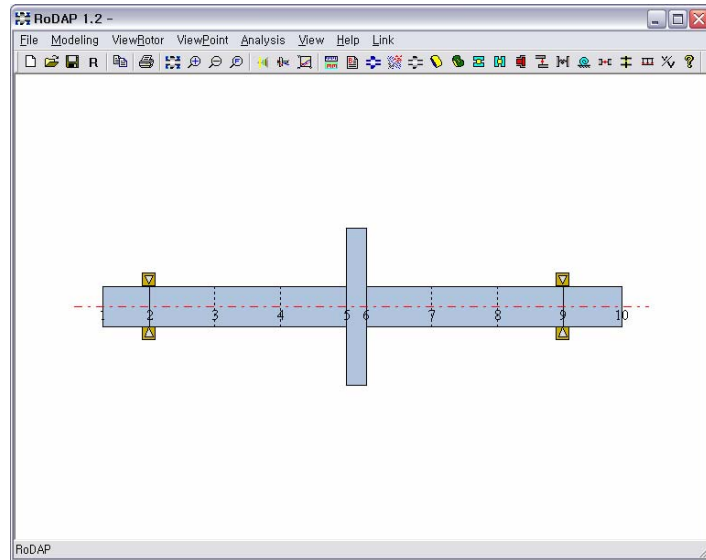 RoDAP 1.2 -
File Modeling ViewRotor ViewPoint Analysis View Help Link
R
1 2 3 4 5 6 7 8 9 10
RoDAP